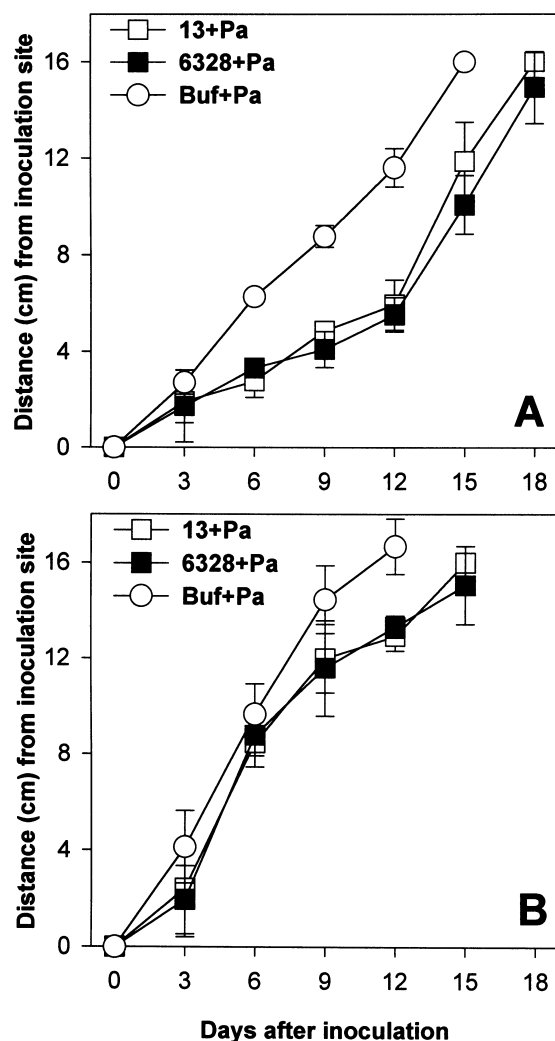 13+Pa
6328+Pa
Buf+Pa
16
12
8
4
0
Distance (cm) from inoculation site
A
0 3 6 9 12 15 18
13+Pa
6328+Pa
Buf+Pa
16
12
8
4
0
Distance (cm) from inoculation site
B
0 3 6 9 12 15 18
Days after inoculation